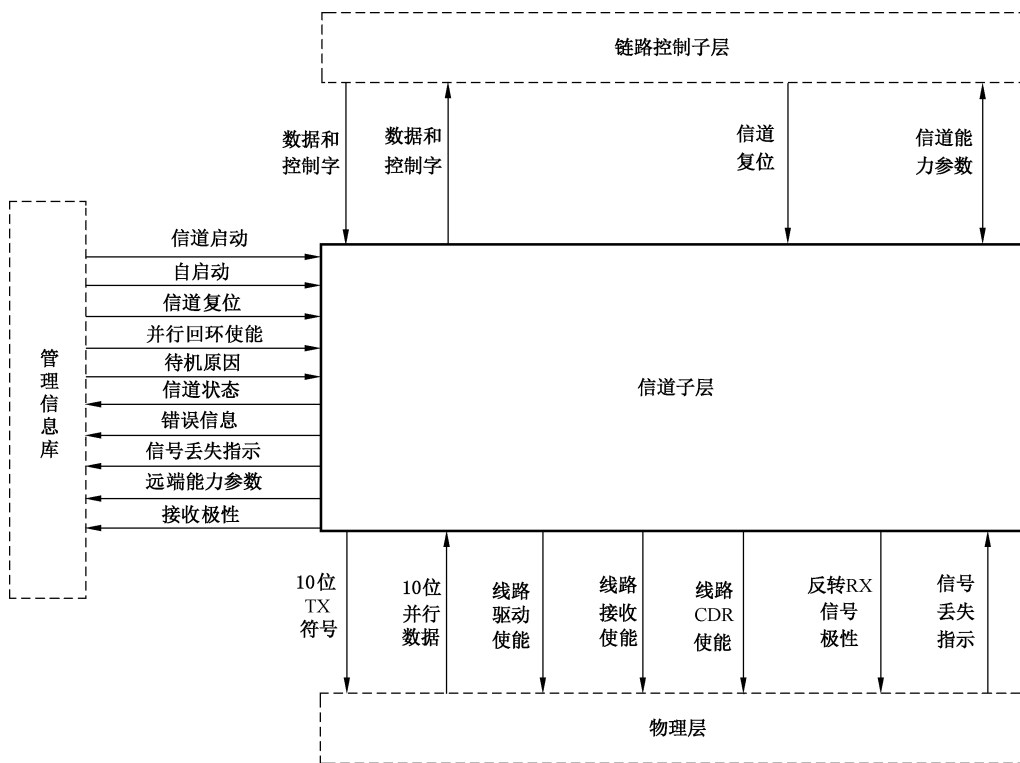 链路控制子层
数据和
控制字
数据和
控制字
信道
复位
信道能
力参数
管理信息库
信道启动
自启动
信道复位
并行回环使能
待机原因
信道状态
错误信息
信号丢失指示
远端能力参数
接收极性
信道子层
10位
TX
符号
10位
并行
数据
线路
驱动
使能
线路
接收
使能
线路
CDR
使能
反转RX
信号
极性
信号
丢失
指示
物理层